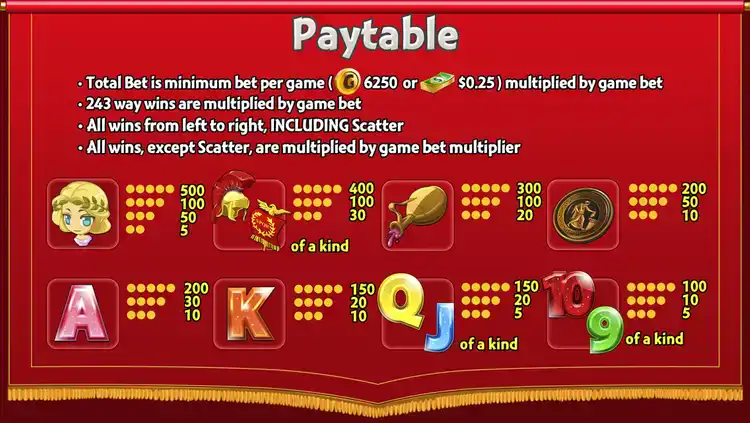 Paytable
• Total Bet is minimum bet per game ( G 6250 or $0.25 ) multiplied by game bet
• 243 way wins are multiplied by game bet
• All wins from left to right, INCLUDING Scatter
• All wins, except Scatter, are multiplied by game bet multiplier
500
100
50
5
400
100
30
of a kind
300
100
20
200
50
10
A
200
30
10
K
150
20
10
Q
J
150
20
5
of a kind
10
9
100
10
5
of a kind